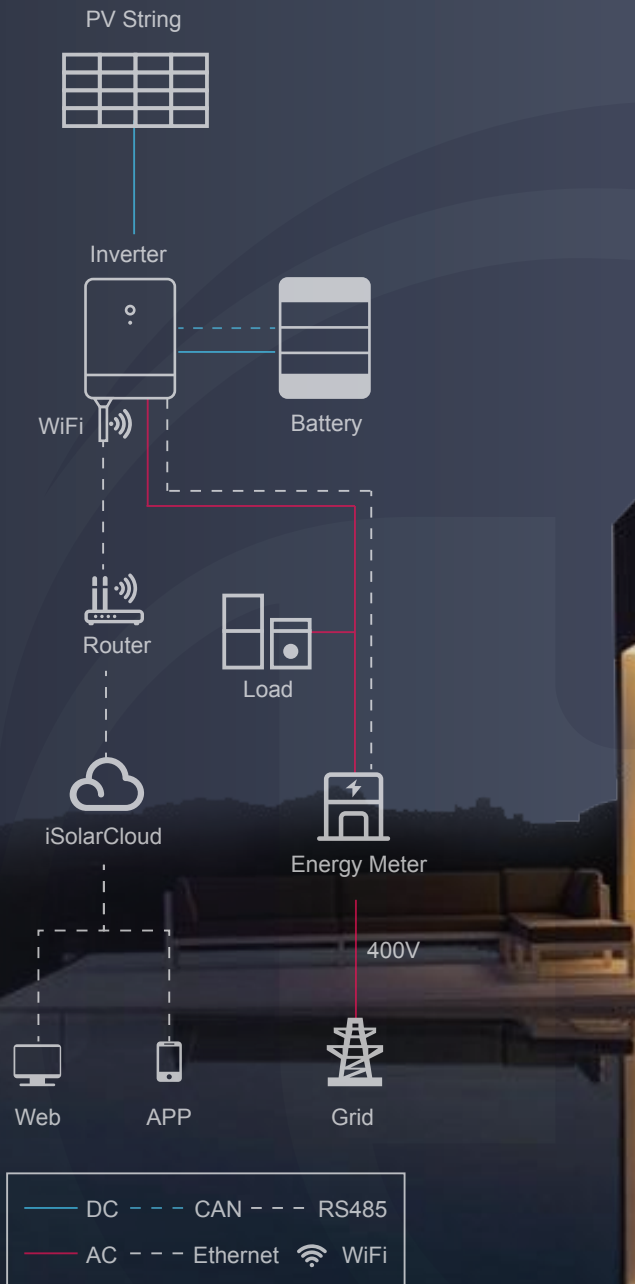 PV String
Inverter
WiFi
Battery
Router
Load
iSolarCloud
Energy Meter
400V
Web APP Grid
DC CAN RS485
AC Ethernet WiFi